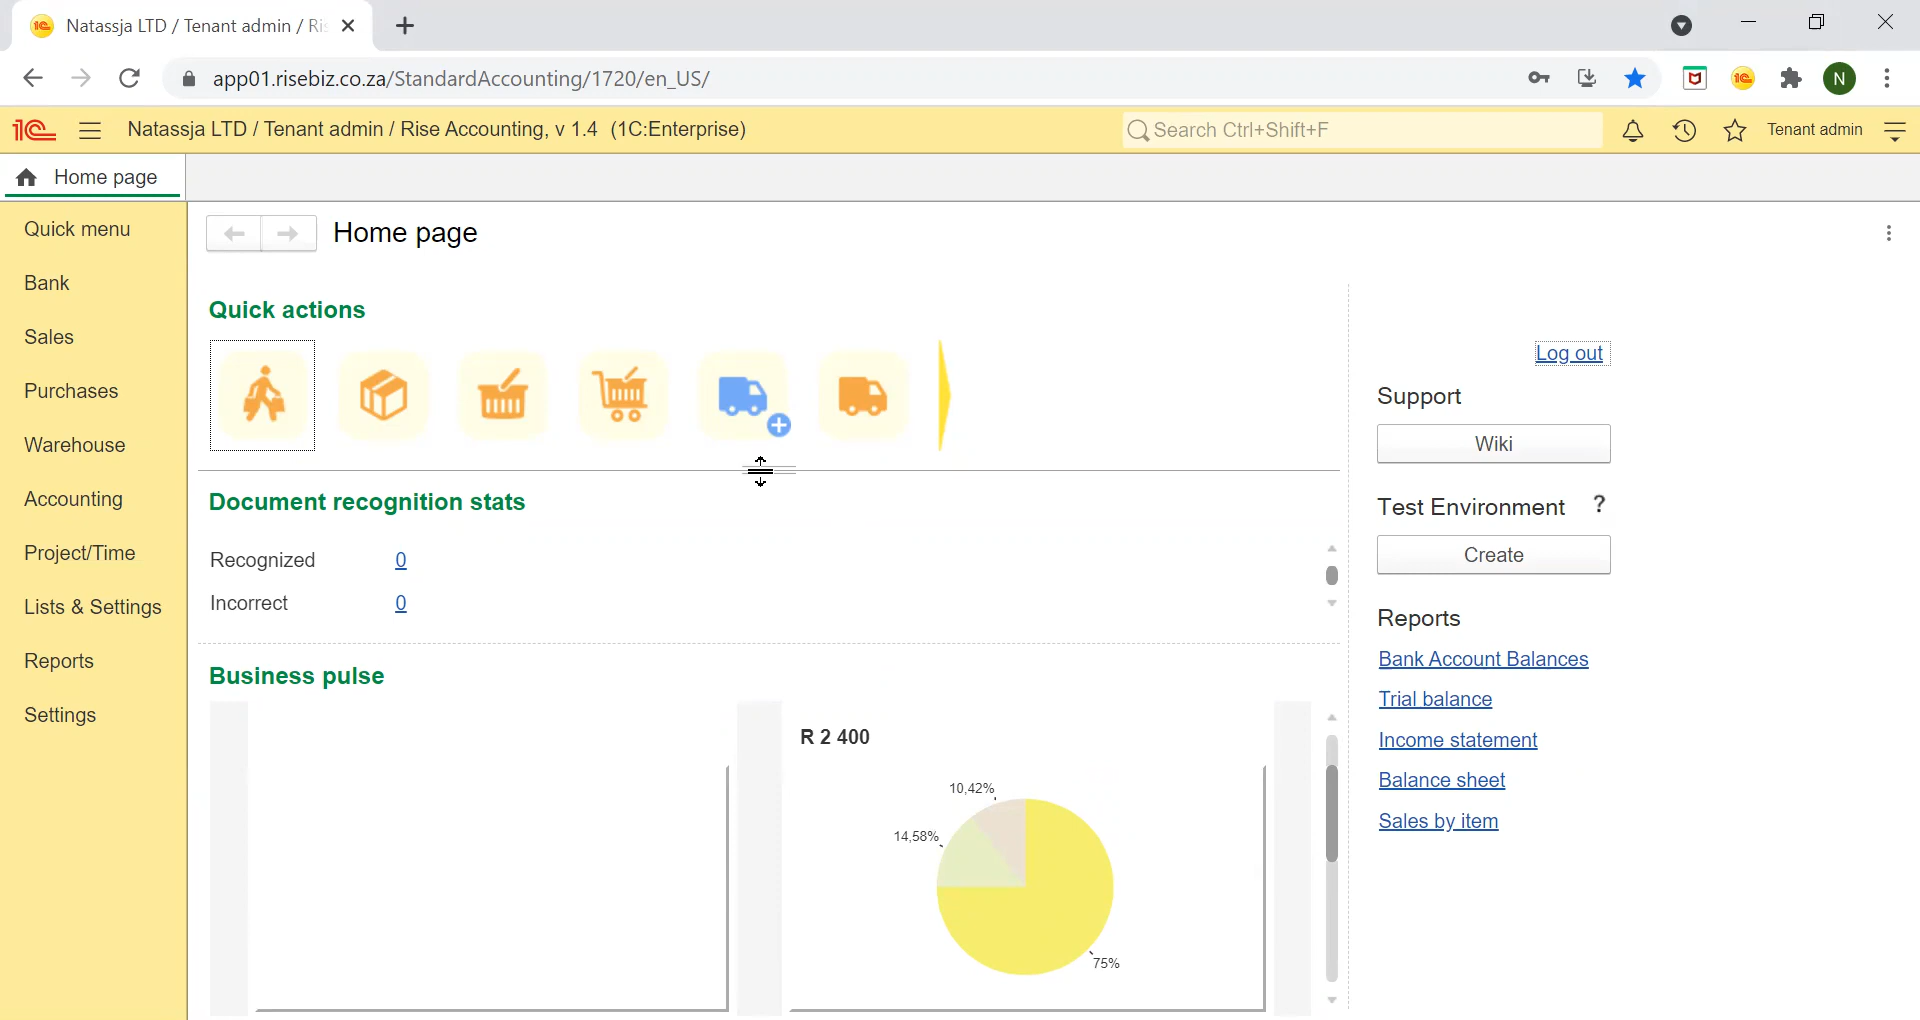 Natassja LTD / Tenant admin / Ri
app01.risebiz.co.za/StandardAccounting/1720/en_US/
N
Natassja LTD / Tenant admin / Rise Accounting, v 1.4 (1C:Enterprise)
Search Ctrl+Shift+F
Tenant admin
Home page
Quick menu
Bank
Sales
Purchases
Warehouse
Accounting
Project/Time
Lists & Settings
Reports
Settings
Home page
Quick actions
Document recognition stats
Recognized 0
Incorrect 0
Business pulse
R 2 400
10,42%
14,58%
75%
Log out
Support
Wiki
Test Environment ?
Create
Reports
Bank Account Balances
Trial balance
Income statement
Balance sheet
Sales by item